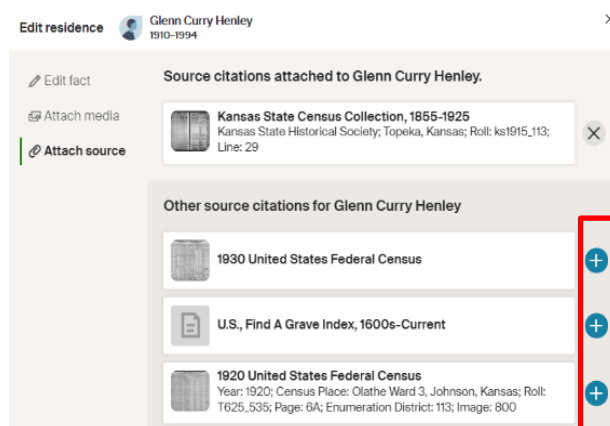 Edit residence
Glenn Curry Henley
1910-1994
Edit fact
Attach media
Attach source
Source citations attached to Glenn Curry Henley.
Kansas State Census Collection, 1855-1925
Kansas State Historical Society; Topeka, Kansas; Roll: ks1915_113;
Line: 29
Other source citations for Glenn Curry Henley
1930 United States Federal Census
U.S., Find A Grave Index, 1600s-Current
1920 United States Federal Census
Year: 1920; Census Place: Olathe Ward 3, Johnson, Kansas; Roll:
T625_535; Page: 6A; Enumeration District: 113; Image: 800